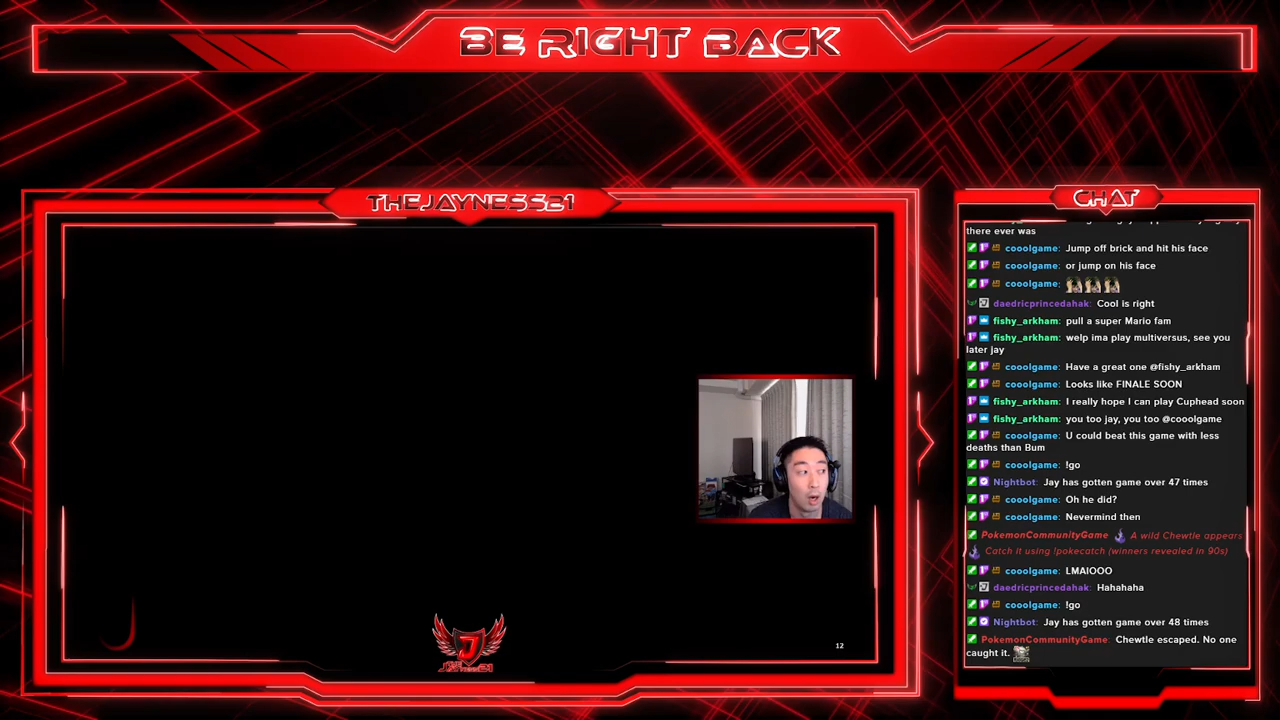 BE RIGHT BACK
THEJAYNESS21
CHAT
there ever was
cooolgame: Jump off brick and hit his face
cooolgame: or jump on his face
cooolgame:
daedricprincedahak: Cool is right
fishy_arkham: pull a super Mario fam
fishy_arkham: welp ima play multiversus, see you
later jay
cooolgame: Have a great one @fishy_arkham
cooolgame: Looks like FINALE SOON
fishy_arkham: I really hope I can play Cuphead soon
fishy_arkham: you too jay, you too @cooolgame
cooolgame: U could beat this game with less
deaths than Bum
cooolgame: !go
Nightbot: Jay has gotten game over 47 times
cooolgame: Oh he did?
cooolgame: Nevermind then
PokemonCommunityGame A wild Chewtle appears
Catch it using !pokecatch (winners revealed in 90s)
cooolgame: LMAIOOO
daedricprincedahak: Hahahaha
cooolgame: !go
Nightbot: Jay has gotten game over 48 times
PokemonCommunityGame: Chewtle escaped. No one
caught it.
12